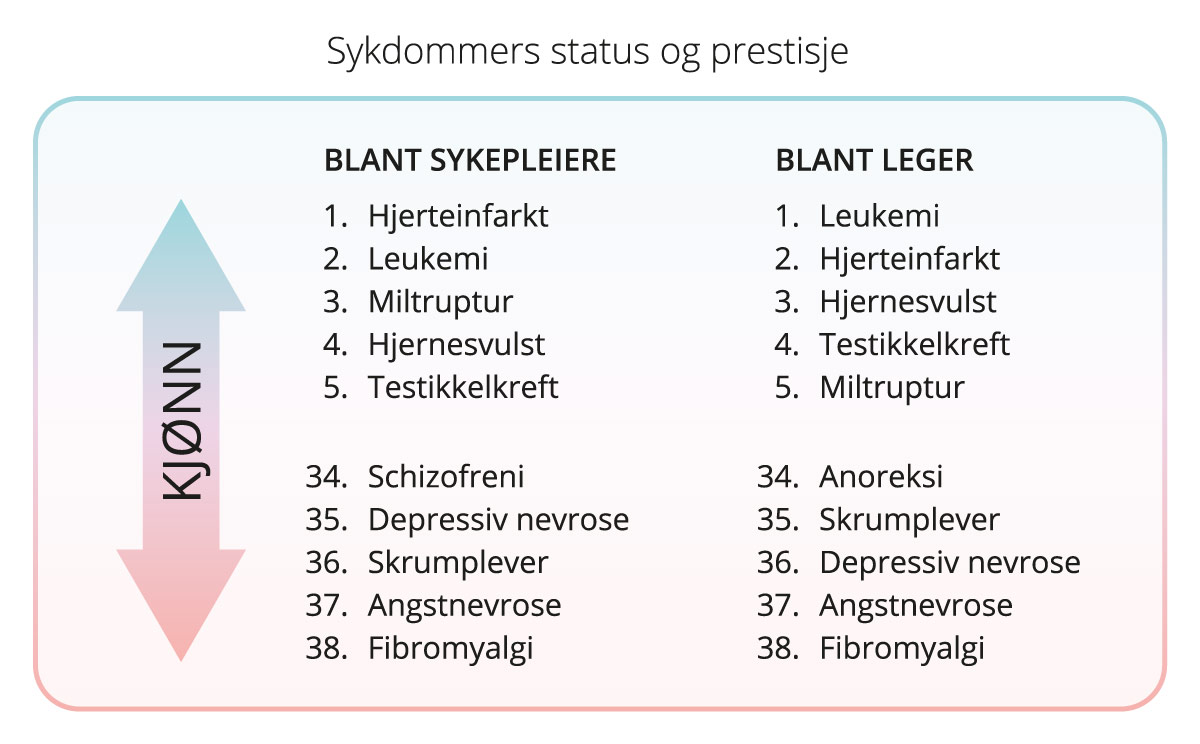 Sykdommers status og prestisje
BLANT SYKEPLEIERE
1. Hjerteinfarkt
2. Leukemi
3. Miltruptur
4. Hjernesvulst
5. Testikkelkreft
34. Schizofreni
35. Depressiv nevrose
36. Skrumplever
37. Angstnevrose
38. Fibromyalgi
BLANT LEGER
1. Leukemi
2. Hjerteinfarkt
3. Hjernesvulst
4. Testikkelkreft
5. Miltruptur
34. Anoreksi
35. Skrumplever
36. Depressiv nevrose
37. Angstnevrose
38. Fibromyalgi
KJØNN